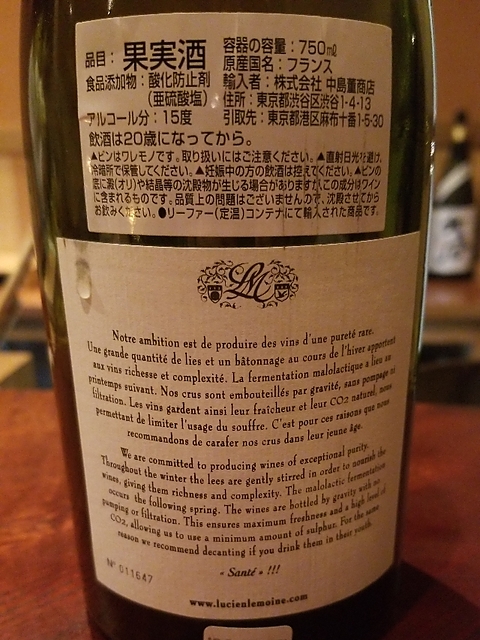 品目：果実酒
容器の容量：750㎖
原産国名：フランス
食品添加物：酸化防止剤
（亜硫酸塩）
輸入者：株式会社 中島董商店
住所：東京都渋谷区渋谷1-4-13
アルコール分：15度
引取先：東京都港区麻布十番1-5-30
飲酒は20歳になってから。
▲ビンはワレモノです。取り扱いにはご注意ください。▲直射日光を避け、
冷暗所で保管してください。▲妊娠中の方の飲酒は控えてください。▲ビンの
底に澱（オリ）や結晶等の沈殿物が生じる場合がありますが、この成分はワイン
に含まれるものです。品質上の問題はございませんので、沈殿させてから
お飲みください。●リーファー（定温）コンテナにて輸入された商品です。
LM
Notre ambition est de produire des vins d'une pureté rare.
Une grande quantité de lies et un bâtonnage au cours de l'hiver apportent
aux vins richesse et complexité. La fermentation malolactique a lieu au
printemps suivant. Nos crus sont embouteillés par gravité, sans pompage ni
filtration. Les vins gardent ainsi leur fraîcheur et leur CO2 naturel, nous
permettant de limiter l'usage du souffre. C'est pour ces raisons que nous
recommandons de carafer nos crus dans leur jeune âge.
We are committed to producing wines of exceptional purity.
Throughout the winter the lees are gently stirred in order to nourish the
wines, giving them richness and complexity. The malolactic fermentation
occurs the following spring. The wines are bottled by gravity with no
pumping or filtration. This ensures maximum freshness and a high level of
CO2, allowing us to use a minimum amount of sulphur. For the same
reason we recommend decanting if you drink them in their youth.
« Santé » !!!
N° 011647
www.lucienlemoine.com